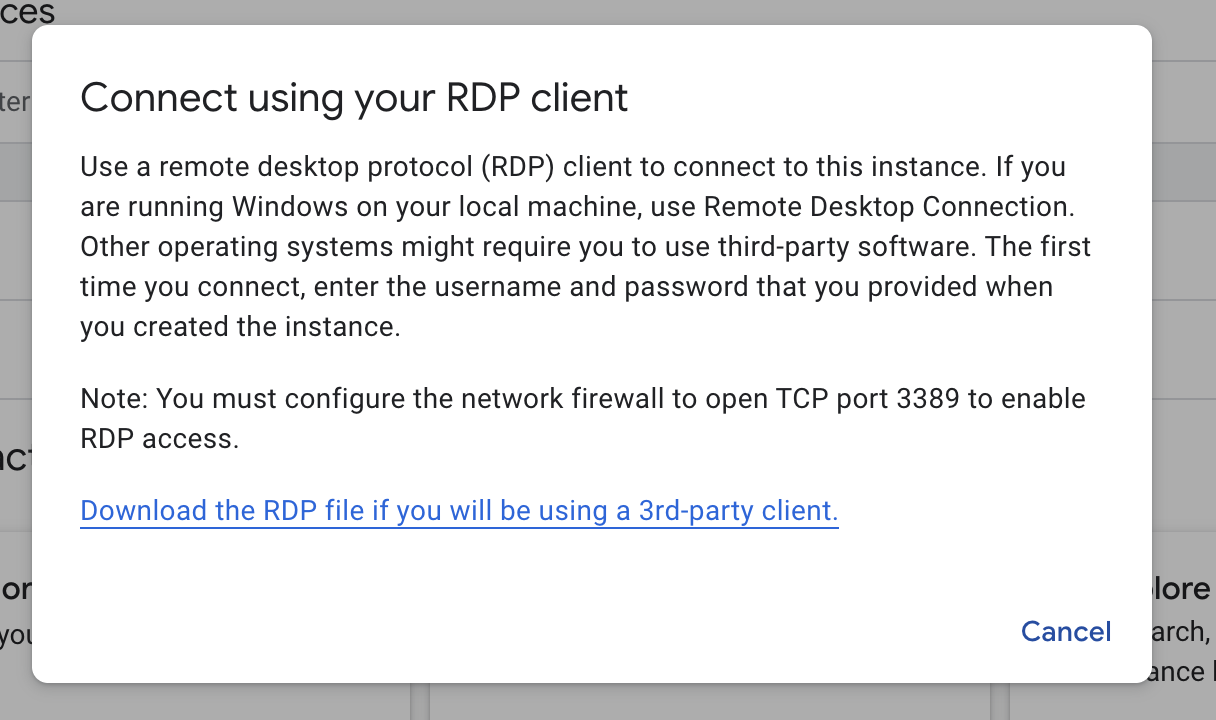 ces
Connect using your RDP client
ter
Use a remote desktop protocol (RDP) client to connect to this instance. If you
are running Windows on your local machine, use Remote Desktop Connection.
Other operating systems might require you to use third-party software. The first
time you connect, enter the username and password that you provided when
you created the instance.
Note: You must configure the network firewall to open TCP port 3389 to enable
RDP access.
Download the RDP file if you will be using a 3rd-party client.
Cancel
you
lore
arch,
ance